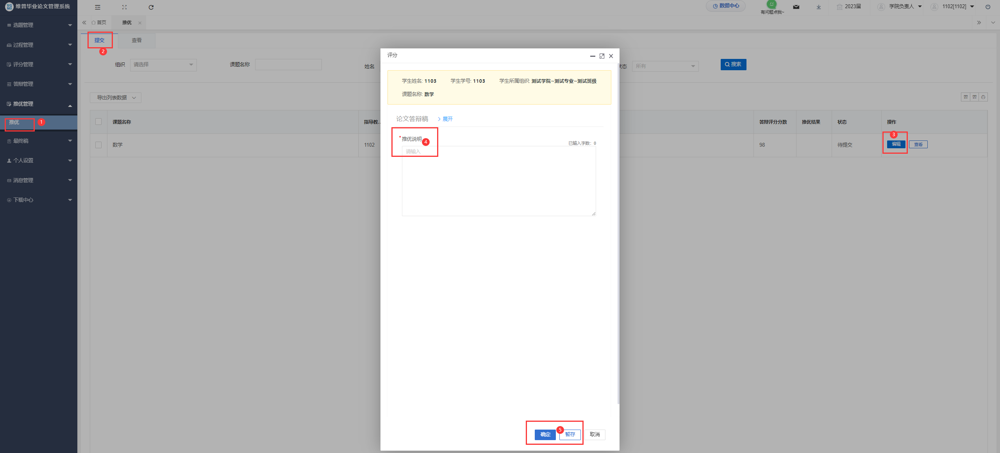 VG
MS
维普毕业论文管理系统
选题管理
过程管理
评分管理
答辩管理
推优管理
推优
1
最终稿
个人设置
消息管理
下载中心
数据中心
有问题点我~
2023届
学院负责人
1102[1102]
首页
推优
提交
查看
2
组织
请选择
课题名称
姓名
状态
所有
搜索
导出列表数据
课题名称
指导教...
答辩评分分数
推优结果
状态
操作
3
数学
1102
98
待提交
编辑
查看
评分
学生姓名: 1103
学生学号: 1103
学生所属组织: 测试学院~测试专业~测试班级
课题名称: 数学
论文答辩稿
展开
*推优说明
4
已输入字数: 0
请输入
确定
5
暂存
取消